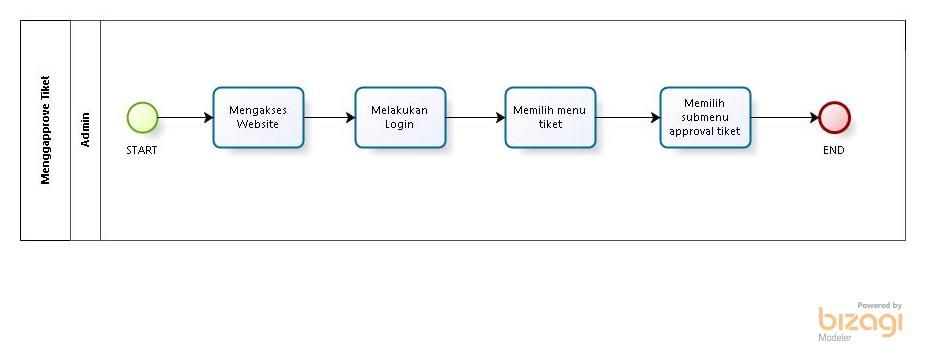 Menggapprove Tiket
Admin
START
Mengakses
Website
Melakukan
Login
Memilih menu
tiket
Memilih
submenu
approval tiket
END
Powered by
bizagi
Modeler